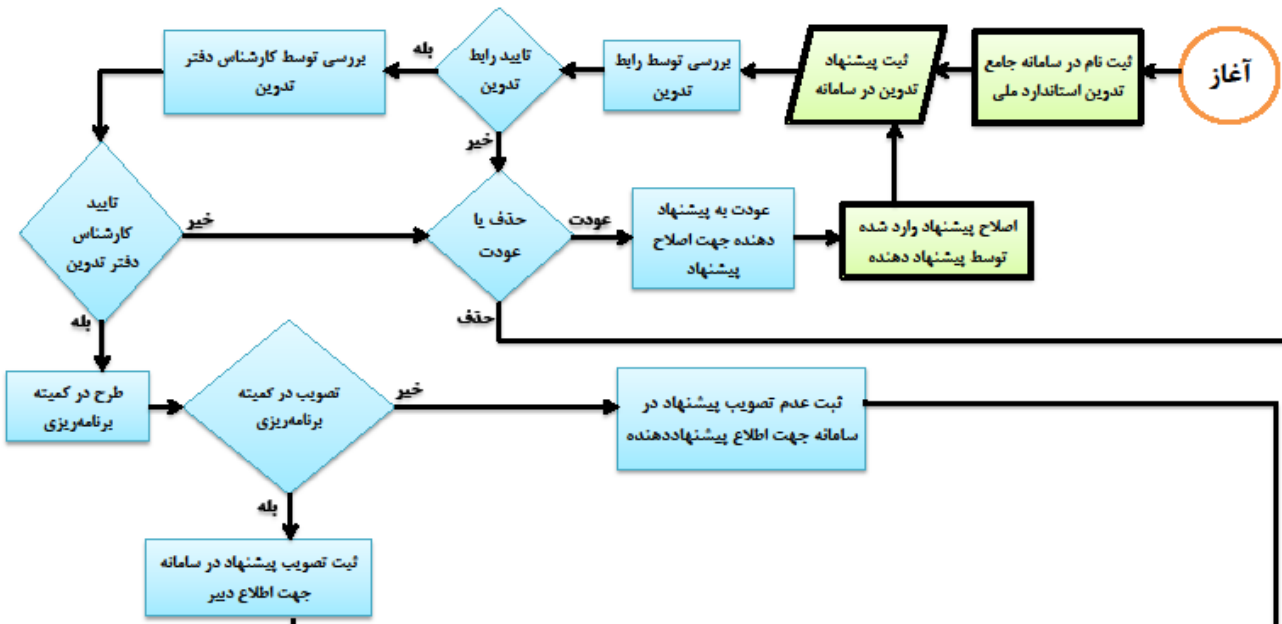 آغاز
ثبت نام در سامانه جامع
تدوین استاندارد ملی
ثبت پیشنهاد
تدوین در سامانه
بررسی توسط رابط
تدوین
تایید رابط
تدوین
بله
بررسی توسط کارشناس دفتر
تدوین
خیر
تایید
کارشناس
دفتر تدوین
خیر
حذف یا
عودت
عودت
عودت به پیشنهاد
دهنده جهت اصلاح
پیشنهاد
اصلاح پیشنهاد وارد شده
توسط پیشنهاد دهنده
حذف
بله
طرح در کمیته
برنامه‌ریزی
تصویب در کمیته
برنامه‌ریزی
خیر
ثبت عدم تصویب پیشنهاد در
سامانه جهت اطلاع پیشنهاددهنده
بله
ثبت تصویب پیشنهاد در سامانه
جهت اطلاع دبیر